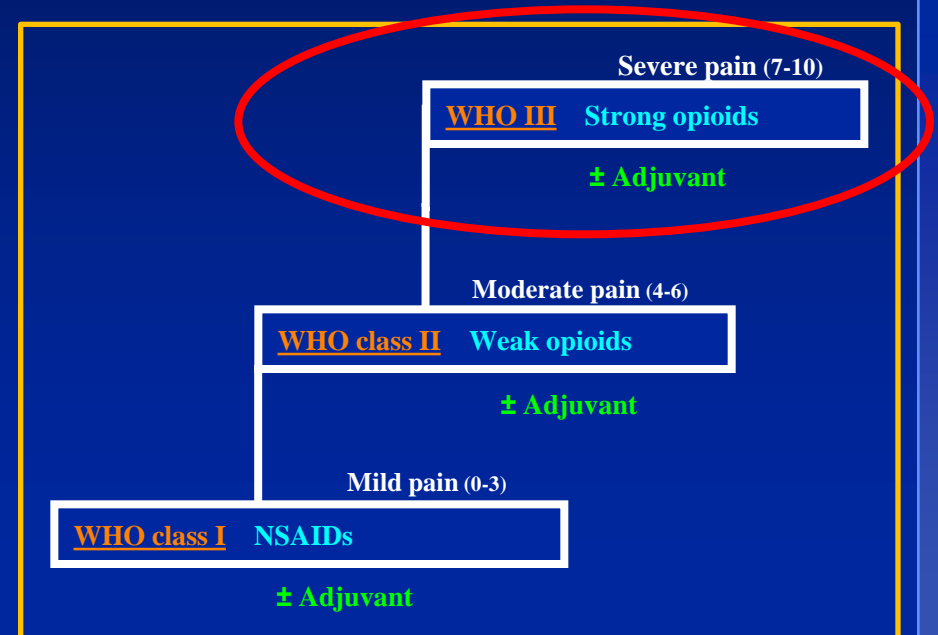 Severe pain (7-10)
WHO III Strong opioids
± Adjuvant
Moderate pain (4-6)
WHO class II Weak opioids
± Adjuvant
Mild pain (0-3)
WHO class I NSAIDs
± Adjuvant